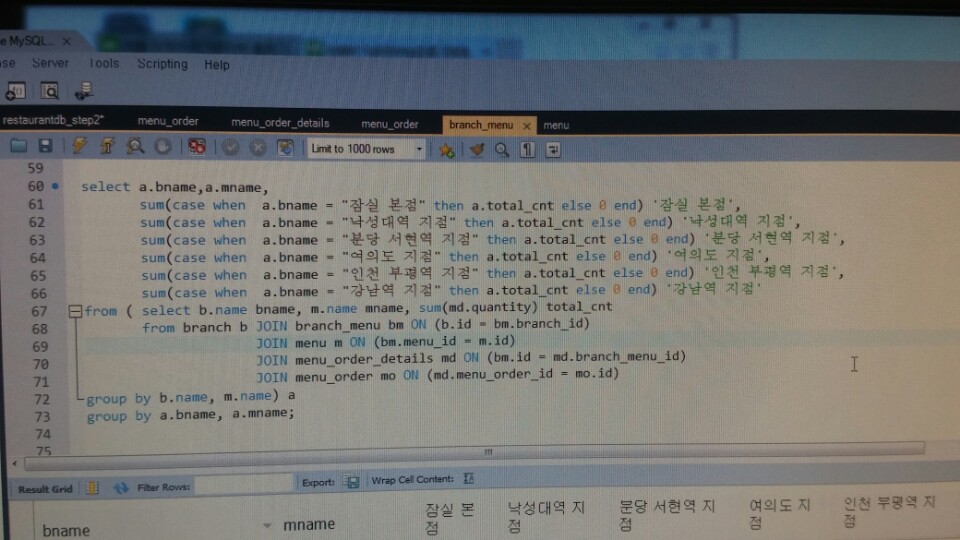 e MySQL... ×
se Server Tools Scripting Help
restaurantdb_step2* menu_order menu_order_details menu_order branch_menu × menu
Limit to 1000 rows
59
60 select a.bname,a.mname,
61 sum(case when a.bname = "잠실 본점" then a.total_cnt else 0 end) '잠실 본점',
62 sum(case when a.bname = "낙성대역 지점" then a.total_cnt else 0 end) '낙성대역 지점',
63 sum(case when a.bname = "분당 서현역 지점" then a.total_cnt else 0 end) '분당 서현역 지점',
64 sum(case when a.bname = "여의도 지점" then a.total_cnt else 0 end) '여의도 지점',
65 sum(case when a.bname = "인천 부평역 지점" then a.total_cnt else 0 end) '인천 부평역 지점',
66 sum(case when a.bname = "강남역 지점" then a.total_cnt else 0 end) '강남역 지점'
67 from ( select b.name bname, m.name mname, sum(md.quantity) total_cnt
68 from branch b JOIN branch_menu bm ON (b.id = bm.branch_id)
69 JOIN menu m ON (bm.menu_id = m.id)
70 JOIN menu_order_details md ON (bm.id = md.branch_menu_id)
71 JOIN menu_order mo ON (md.menu_order_id = mo.id)
72 group by b.name, m.name) a
73 group by a.bname, a.mname;
74
75
Result Grid Filter Rows: Export: Wrap Cell Content:
bname mname 잠실 본 낙성대역 지 분당 서현역 지 여의도 지 인천 부평역 지
점 점 점 점 점